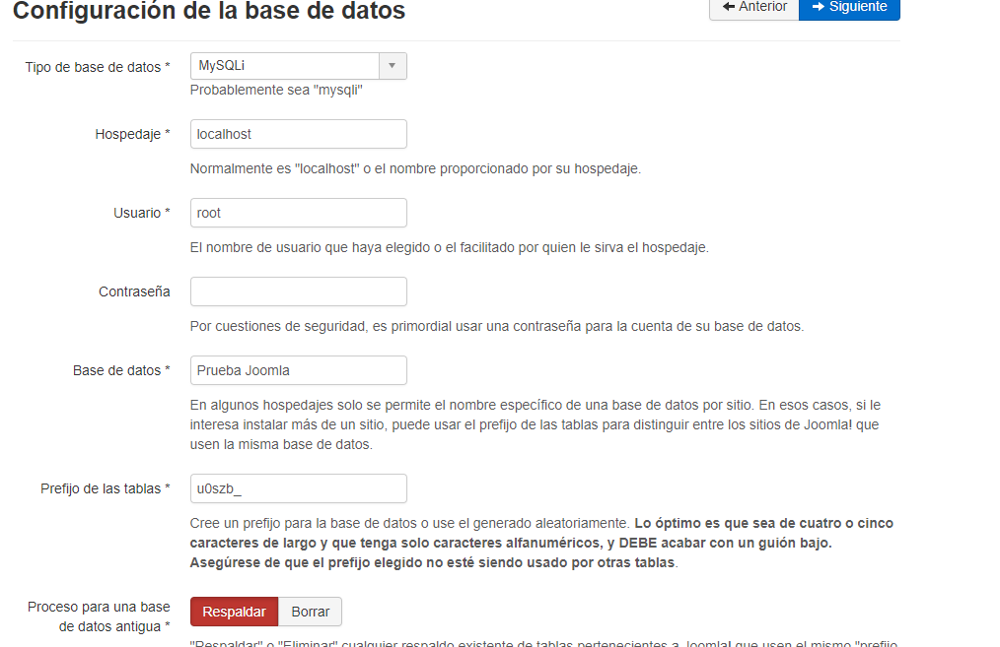 Configuración de la base de datos
Anterior
Siguiente
Tipo de base de datos *
MySQLi
Probablemente sea "mysqli"
Hospedaje *
localhost
Normalmente es "localhost" o el nombre proporcionado por su hospedaje.
Usuario *
root
El nombre de usuario que haya elegido o el facilitado por quien le sirva el hospedaje.
Contraseña
Por cuestiones de seguridad, es primordial usar una contraseña para la cuenta de su base de datos.
Base de datos *
Prueba Joomla
En algunos hospedajes solo se permite el nombre específico de una base de datos por sitio. En esos casos, si le
interesa instalar más de un sitio, puede usar el prefijo de las tablas para distinguir entre los sitios de Joomla! que
usen la misma base de datos.
Prefijo de las tablas *
u0szb_
Cree un prefijo para la base de datos o use el generado aleatoriamente. Lo óptimo es que sea de cuatro o cinco
caracteres de largo y que tenga solo caracteres alfanuméricos, y DEBE acabar con un guión bajo.
Asegúrese de que el prefijo elegido no esté siendo usado por otras tablas.
Proceso para una base
de datos antigua *
Respaldar
Borrar
"Respaldar" o "Eliminar" cualquier respaldo existente de tablas pertenecientes a Joomla! que usen el mismo "prefijo